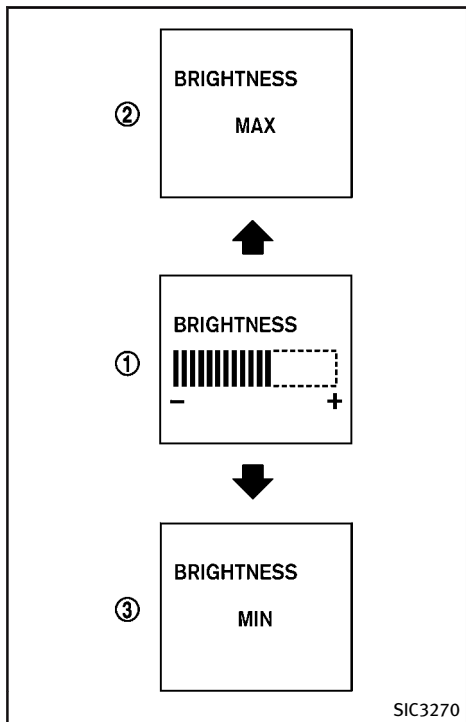 BRIGHTNESS
② MAX
BRIGHTNESS
①
− +
BRIGHTNESS
③ MIN
SIC3270